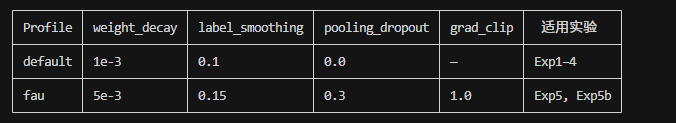 Profile weight_decay label_smoothing pooling_dropout grad_clip 适用实验
default 1e-3 0.1 0.0 — Exp1–4
fau 5e-3 0.15 0.3 1.0 Exp5, Exp5b